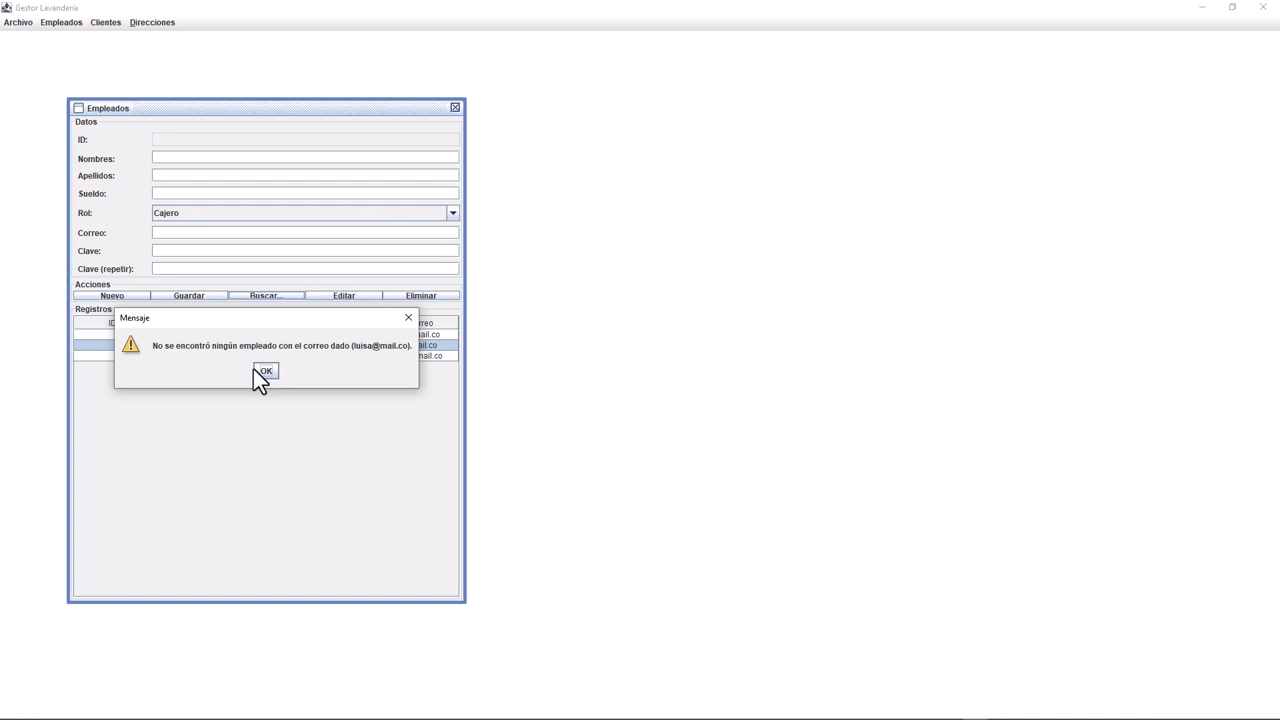 Gestor Lavandería
Archivo Empleados Clientes Direcciones
Empleados
Datos
ID:
Nombres:
Apellidos:
Sueldo:
Rol: Cajero
Correo:
Clave:
Clave (repetir):
Acciones
Nuevo Guardar Buscar... Editar Eliminar
Registros
Mensaje
No se encontró ningún empleado con el correo dado (luisa@mail.co).
OK